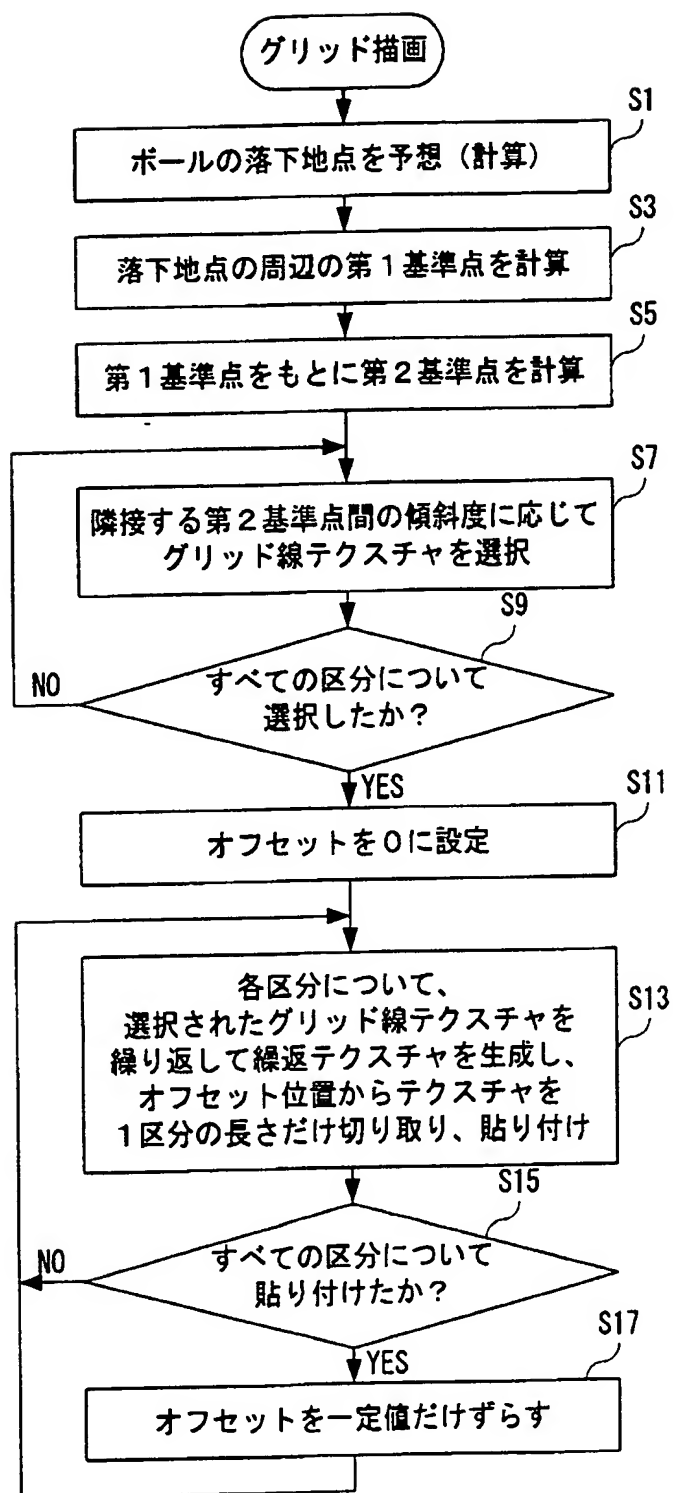 グリッド描画
S1
ボールの落下地点を予想（計算）
S3
落下地点の周辺の第１基準点を計算
S5
第１基準点をもとに第２基準点を計算
S7
隣接する第２基準点間の傾斜度に応じて
グリッド線テクスチャを選択
S9
すべての区分について
選択したか？
NO
YES
S11
オフセットを０に設定
S13
各区分について、
選択されたグリッド線テクスチャを
繰り返して繰返テクスチャを生成し、
オフセット位置からテクスチャを
１区分の長さだけ切り取り、貼り付け
S15
すべての区分について
貼り付けたか？
NO
YES
S17
オフセットを一定値だけずらす